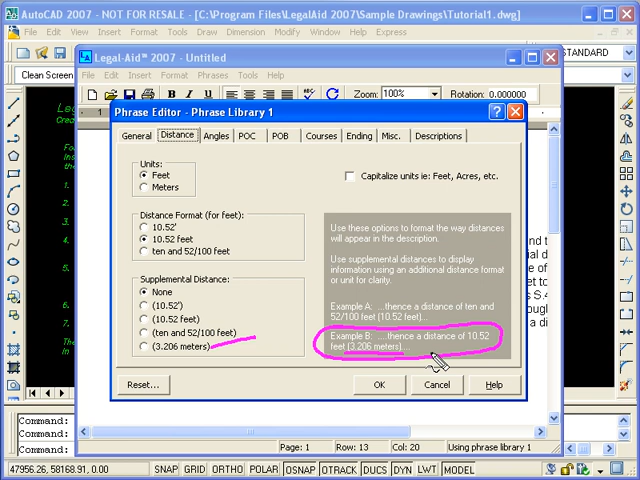 AutoCAD 2007 - NOT FOR RESALE - [C:\Program Files\LegalAid 2007\Sample Drawings\Tutorial1.dwg]
File Edit View Insert Format Tools Draw Dimension Modify Window Help Express
STANDARD
Clean Screen
Legal-Aid™ 2007 - Untitled
File Edit Insert Format Phrases Tools Help
B I U
Zoom: 100% Rotation: 0.000000
Phrase Editor - Phrase Library 1
General Distance Angles POC POB Courses Ending Misc. Descriptions
Units:
Feet
Meters
Capitalize units ie: Feet, Acres, etc.
Distance Format (for feet):
10.52'
10.52 feet
ten and 52/100 feet
Supplemental Distance:
None
(10.52')
(10.52 feet)
(ten and 52/100 feet)
(3.206 meters)
Use these options to format the way distances
will appear in the description.
Use supplemental distances to display
information using an additional distance format
or unit for clarity.
Example A: ...thence a distance of ten and
52/100 feet (10.52 feet)...
Example B: ...thence a distance of 10.52
feet (3.206 meters)...
Reset... OK Cancel Help
Page: 1 Row: 13 Col: 20 Using phrase library 1
Command:
Command:
Command:
47956.26, 58168.91, 0.00 SNAP GRID ORTHO POLAR OSNAP OTRACK DUCS DYN LWT MODEL